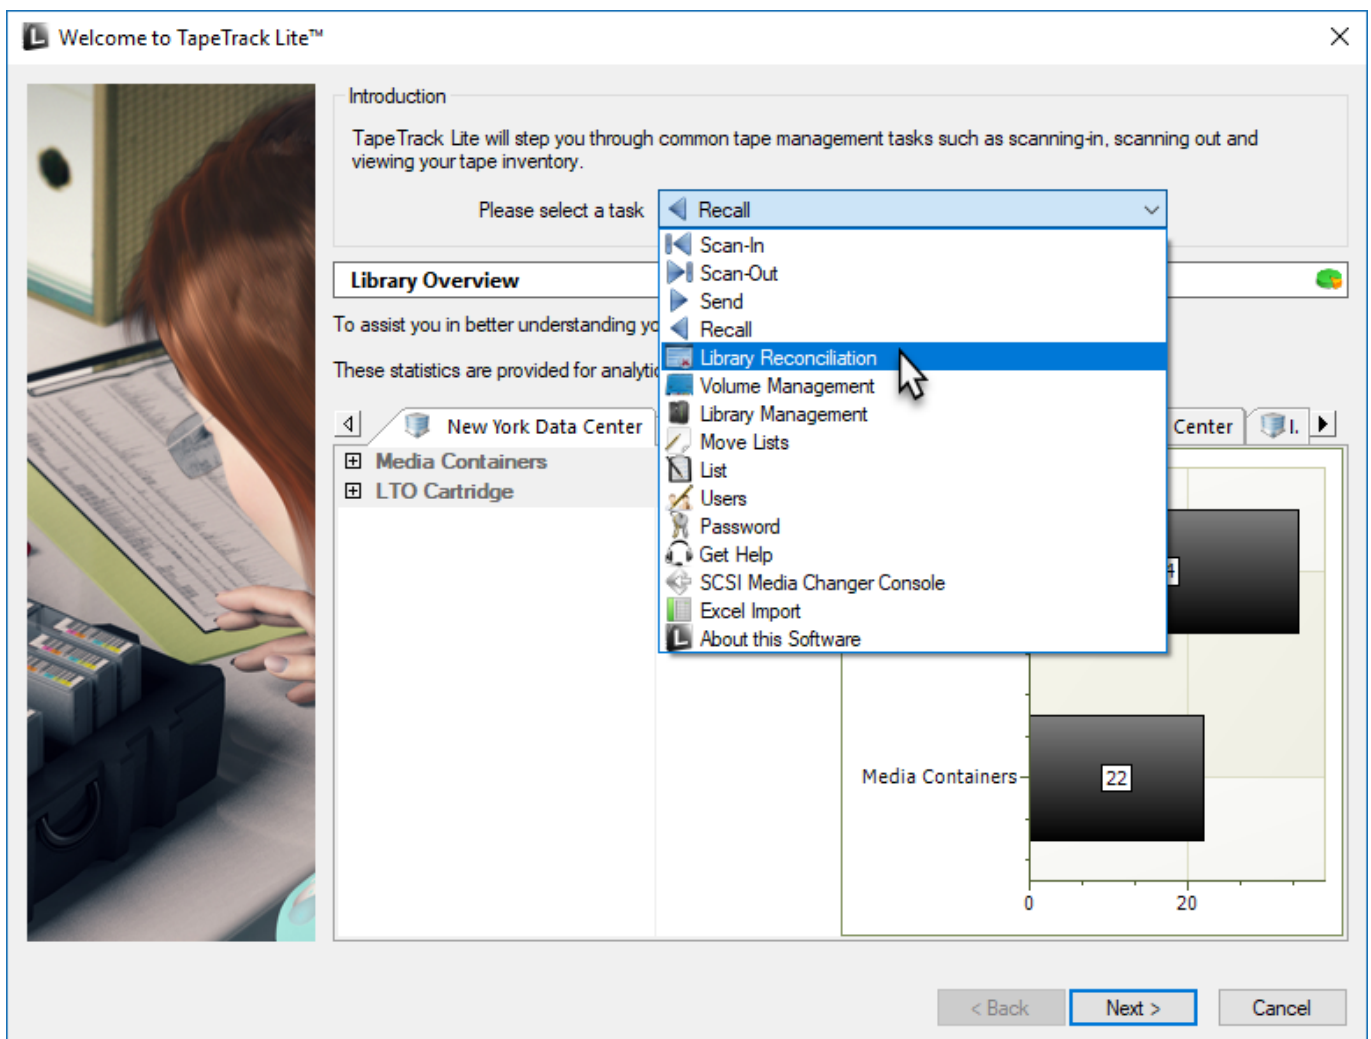 Welcome to TapeTrack Lite™
Introduction
TapeTrack Lite will step you through common tape management tasks such as scanning-in, scanning out and
viewing your tape inventory.
Please select a task
Recall
Scan-In
Scan-Out
Send
Recall
Library Reconciliation
Volume Management
Library Management
Move Lists
List
Users
Password
Get Help
SCSI Media Changer Console
Excel Import
About this Software
Library Overview
To assist you in better understanding
These statistics are provided for
New York Data Center
Center
Media Containers
LTO Cartridge
Media Containers
22
0
20
< Back
Next >
Cancel